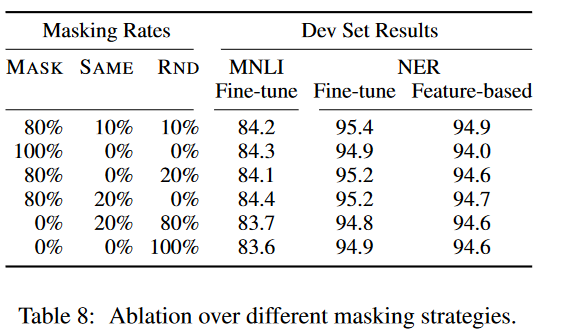 Masking Rates Dev Set Results
MASK SAME RND MNLI NER
Fine-tune Fine-tune Feature-based
80% 10% 10% 84.2 95.4 94.9
100% 0% 0% 84.3 94.9 94.0
80% 0% 20% 84.1 95.2 94.6
80% 20% 0% 84.4 95.2 94.7
0% 20% 80% 83.7 94.8 94.6
0% 0% 100% 83.6 94.9 94.6
Table 8: Ablation over different masking strategies.